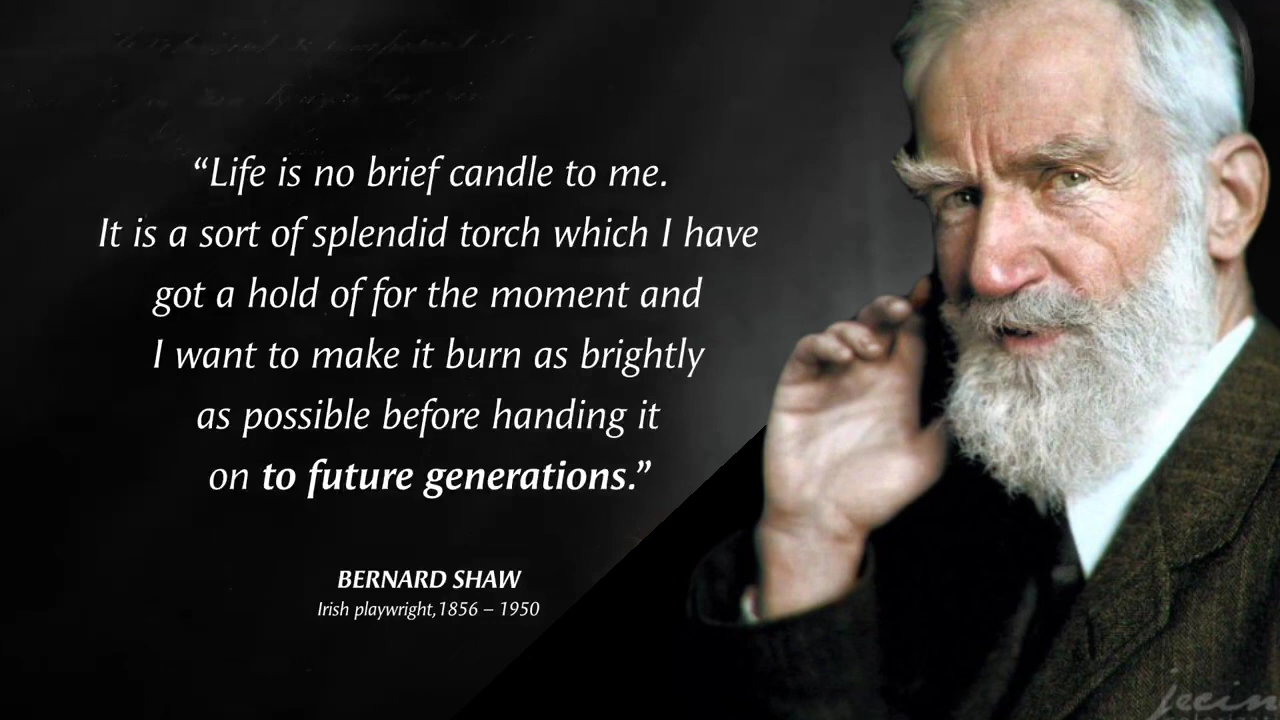 “Life is no brief candle to me.
It is a sort of splendid torch which I have
got a hold of for the moment and
I want to make it burn as brightly
as possible before handing it
on to future generations.”
BERNARD SHAW
Irish playwright,1856 – 1950
jeein